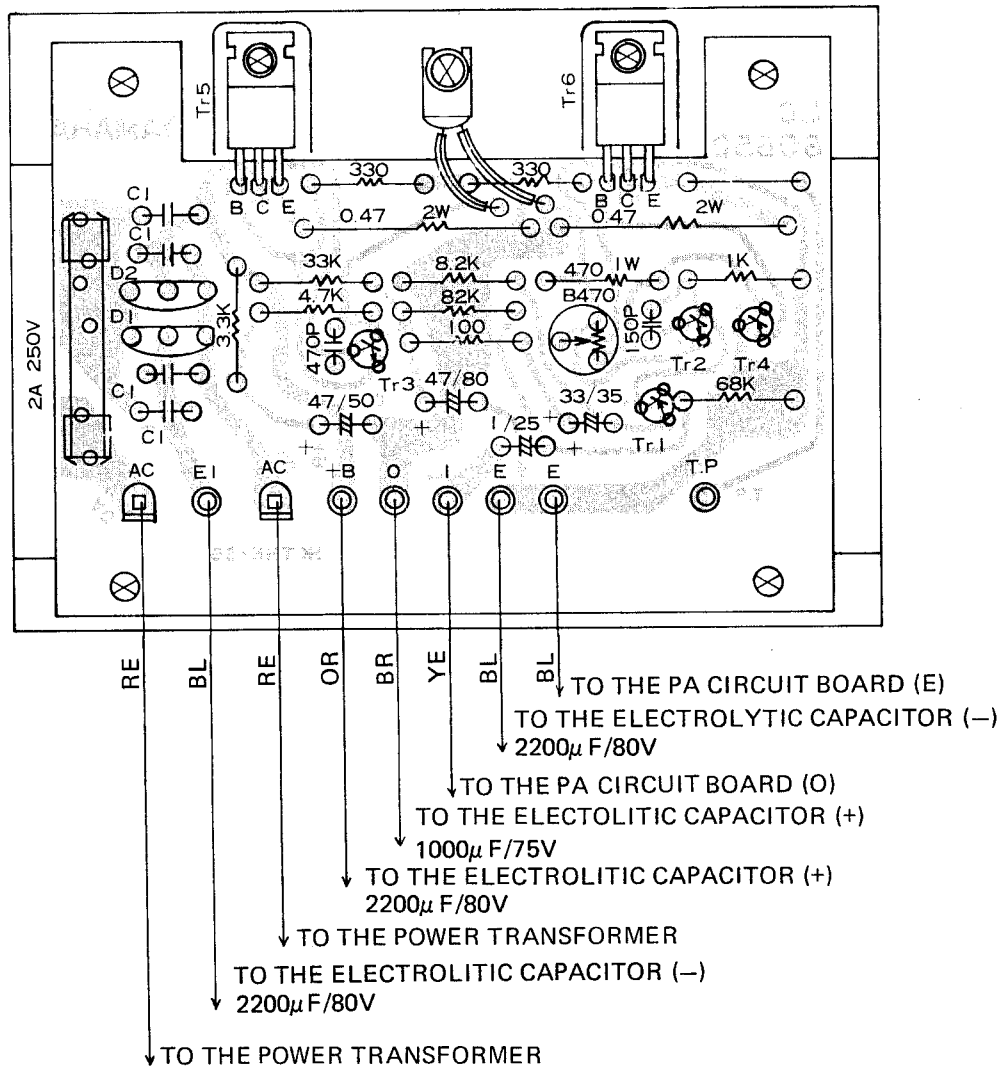 Tr5
Tr6
330
330
B C E
B C E
C1
0.47 2W
0.47 2W
C1
D2
33K
8.2K
470 1W
1K
4.7K
82K
B470
D1
3.3K
470P
100
150P
Tr3
Tr2
Tr4
2A 250V
C1
47/50
47/80
33/35
68K
C1
+
+
1/25
+
+
Tr1
AC
E1
AC
+B
O
I
E
E
T.P
RE
BL
RE
OR
BR
YE
BL
BL
TO THE PA CIRCUIT BOARD (E)
TO THE ELECTROLYTIC CAPACITOR (—)
2200μ F/80V
TO THE PA CIRCUIT BOARD (O)
TO THE ELECTOLITIC CAPACITOR (+)
1000μ F/75V
TO THE ELECTROLITIC CAPACITOR (+)
2200μ F/80V
TO THE POWER TRANSFORMER
TO THE ELECTROLITIC CAPACITOR (—)
2200μ F/80V
TO THE POWER TRANSFORMER